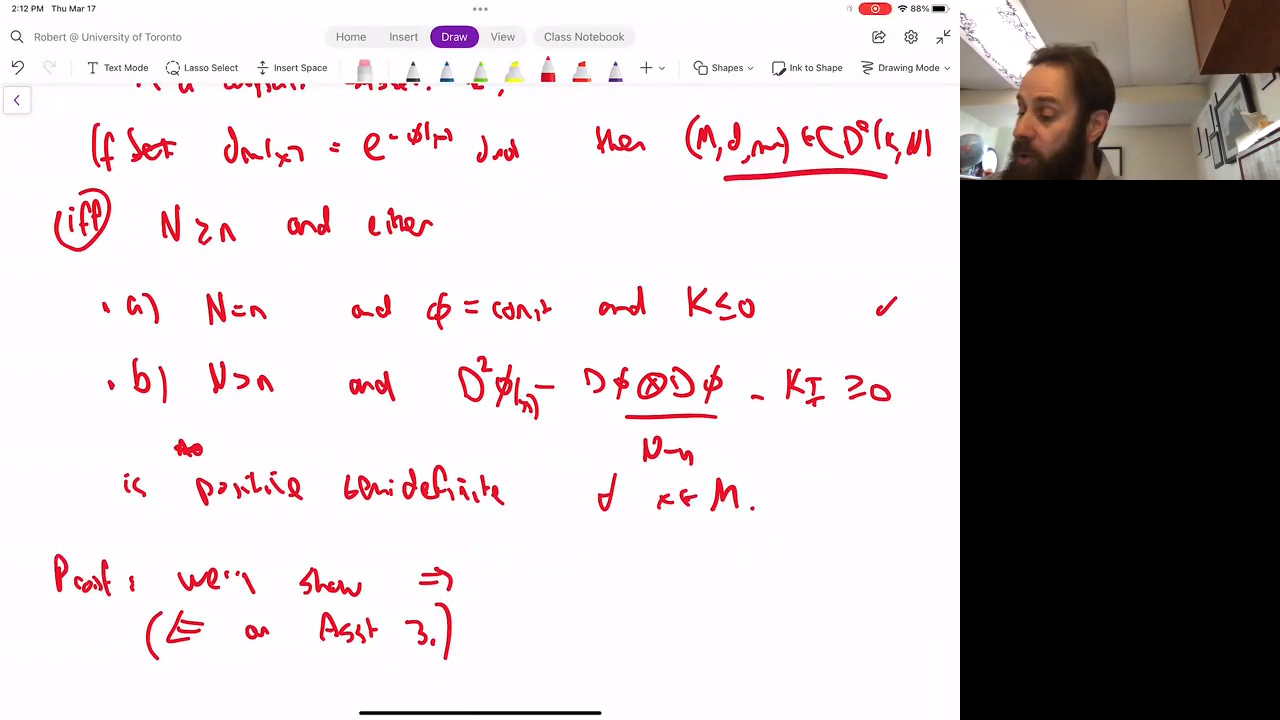 2:12 PM Thu Mar 17
88%
Robert @ University of Toronto
Home Insert Draw View Class Notebook
Text Mode Lasso Select Insert Space Shapes Ink to Shape Drawing Mode
If Set dm(x) = e^{-ϕ(x)} then (M,d,m) ∈ CD^e(K,N)
(iff) N ≥ n and either
• a) N=n and ϕ = const and K ≤ 0 ✓
• b) N>n and D²ϕ(x) - Dϕ⊗Dϕ - KI ≥ 0
N-n
is positive semidefinite ∀ x ∈ M.
Proof: we'll show ⇒
(⇐ on Asst 3.)